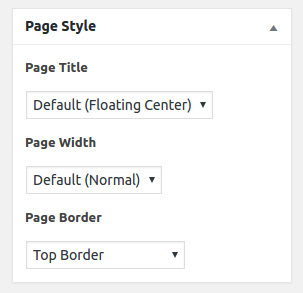 Page Style
Page Title
Default (Floating Center)
Page Width
Default (Normal)
Page Border
Top Border